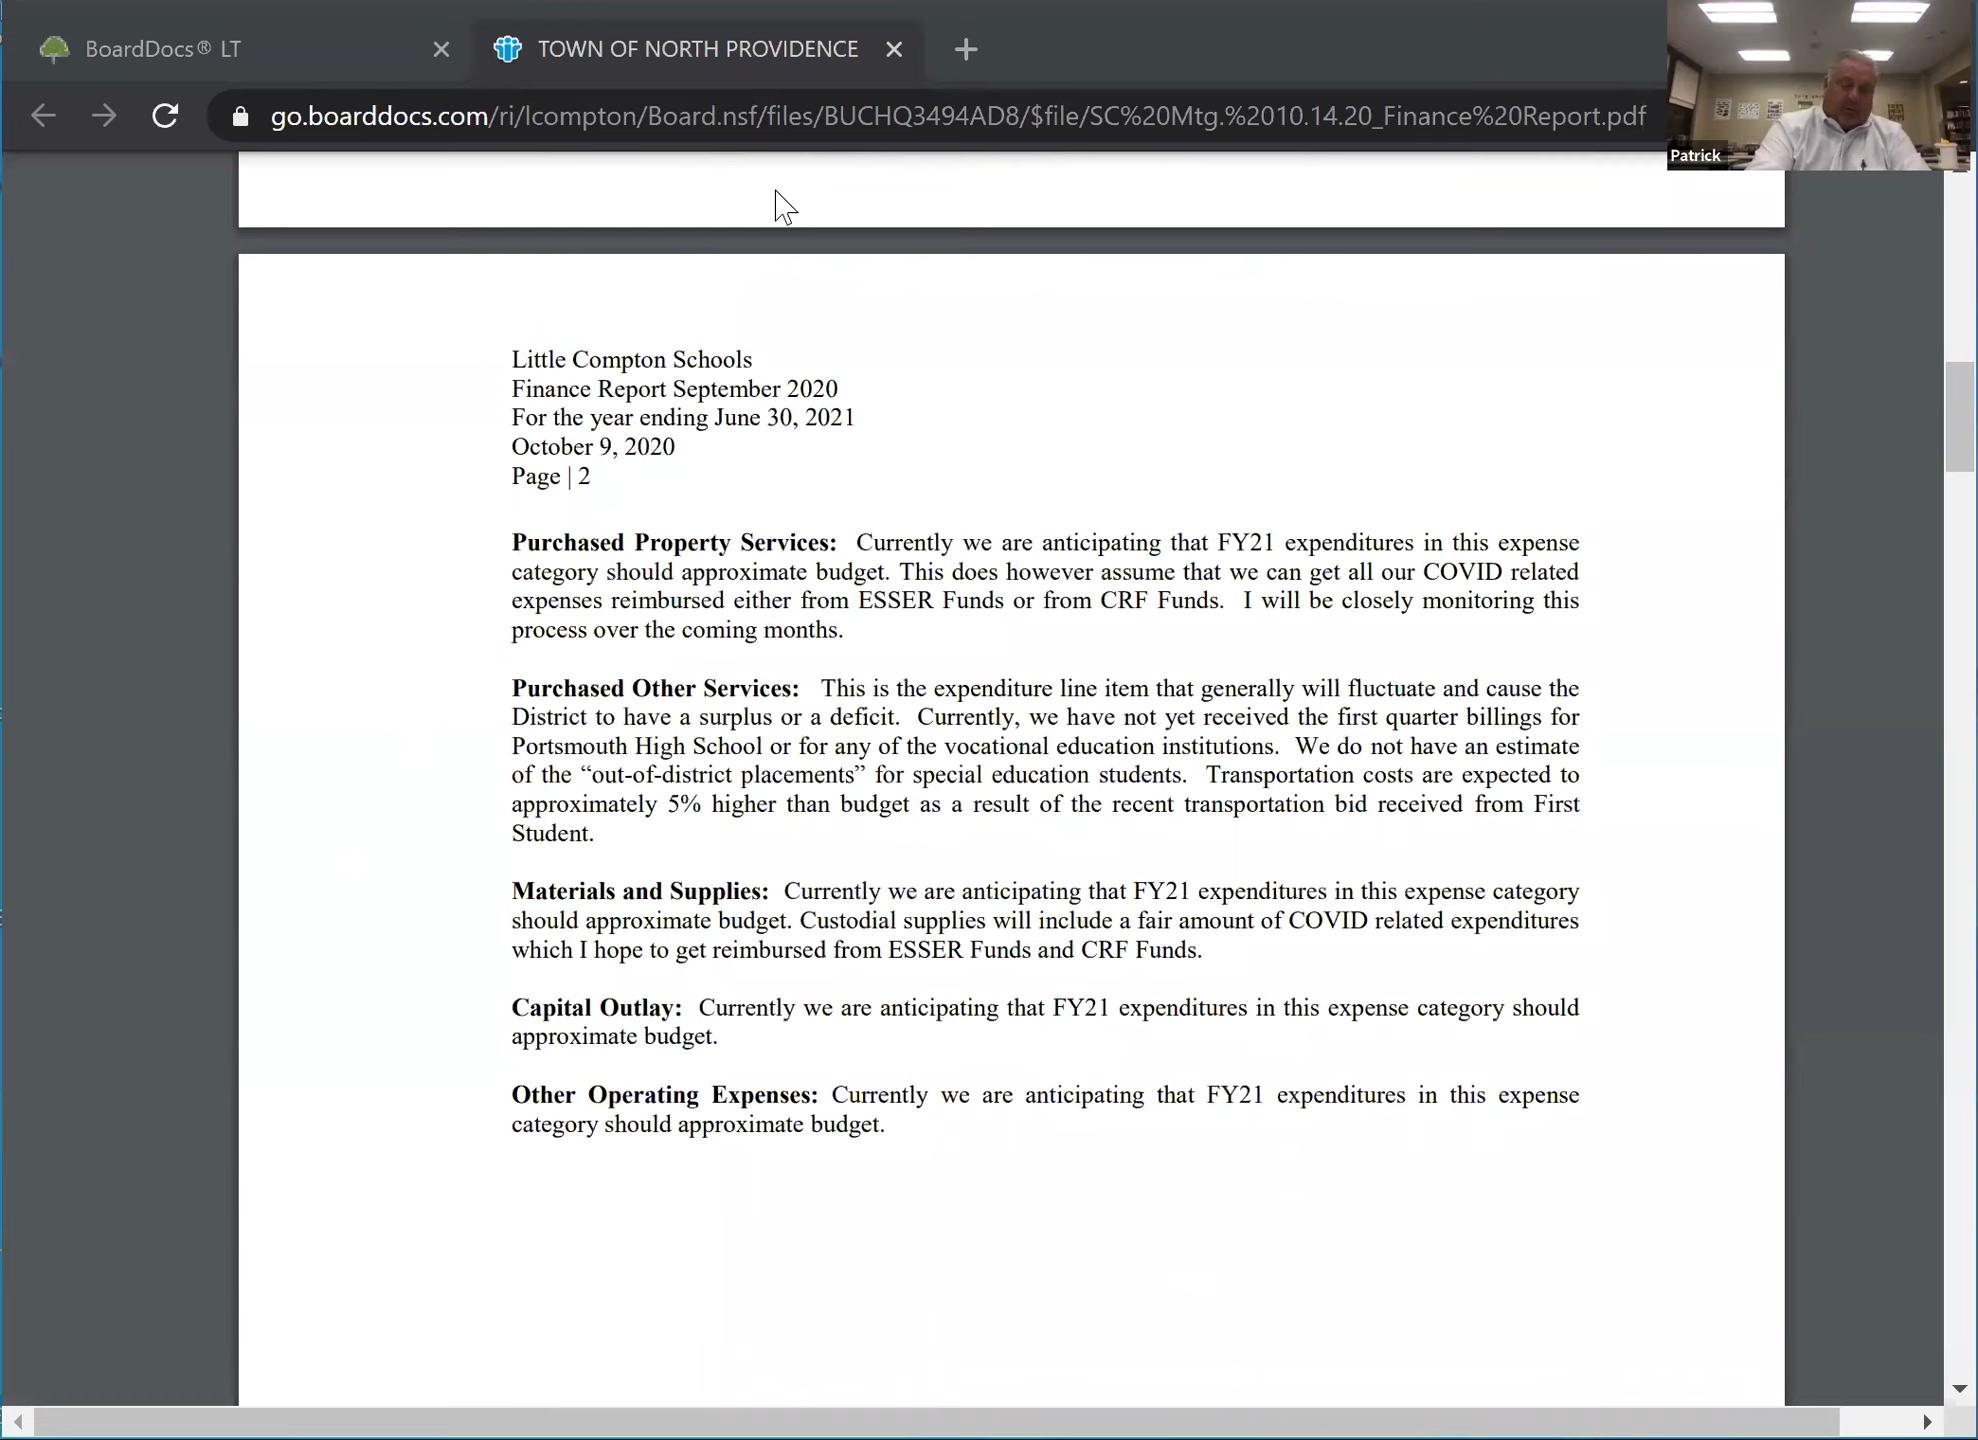 BoardDocs® LT
TOWN OF NORTH PROVIDENCE
go.boarddocs.com/ri/lcompton/Board.nsf/files/BUCHQ3494AD8/$file/SC%20Mtg.%2010.14.20_Finance%20Report.pdf
Patrick
Little Compton Schools
Finance Report September 2020
For the year ending June 30, 2021
October 9, 2020
Page | 2
Purchased Property Services: Currently we are anticipating that FY21 expenditures in this expense
category should approximate budget. This does however assume that we can get all our COVID related
expenses reimbursed either from ESSER Funds or from CRF Funds. I will be closely monitoring this
process over the coming months.
Purchased Other Services: This is the expenditure line item that generally will fluctuate and cause the
District to have a surplus or a deficit. Currently, we have not yet received the first quarter billings for
Portsmouth High School or for any of the vocational education institutions. We do not have an estimate
of the “out-of-district placements” for special education students. Transportation costs are expected to
approximately 5% higher than budget as a result of the recent transportation bid received from First
Student.
Materials and Supplies: Currently we are anticipating that FY21 expenditures in this expense category
should approximate budget. Custodial supplies will include a fair amount of COVID related expenditures
which I hope to get reimbursed from ESSER Funds and CRF Funds.
Capital Outlay: Currently we are anticipating that FY21 expenditures in this expense category should
approximate budget.
Other Operating Expenses: Currently we are anticipating that FY21 expenditures in this expense
category should approximate budget.